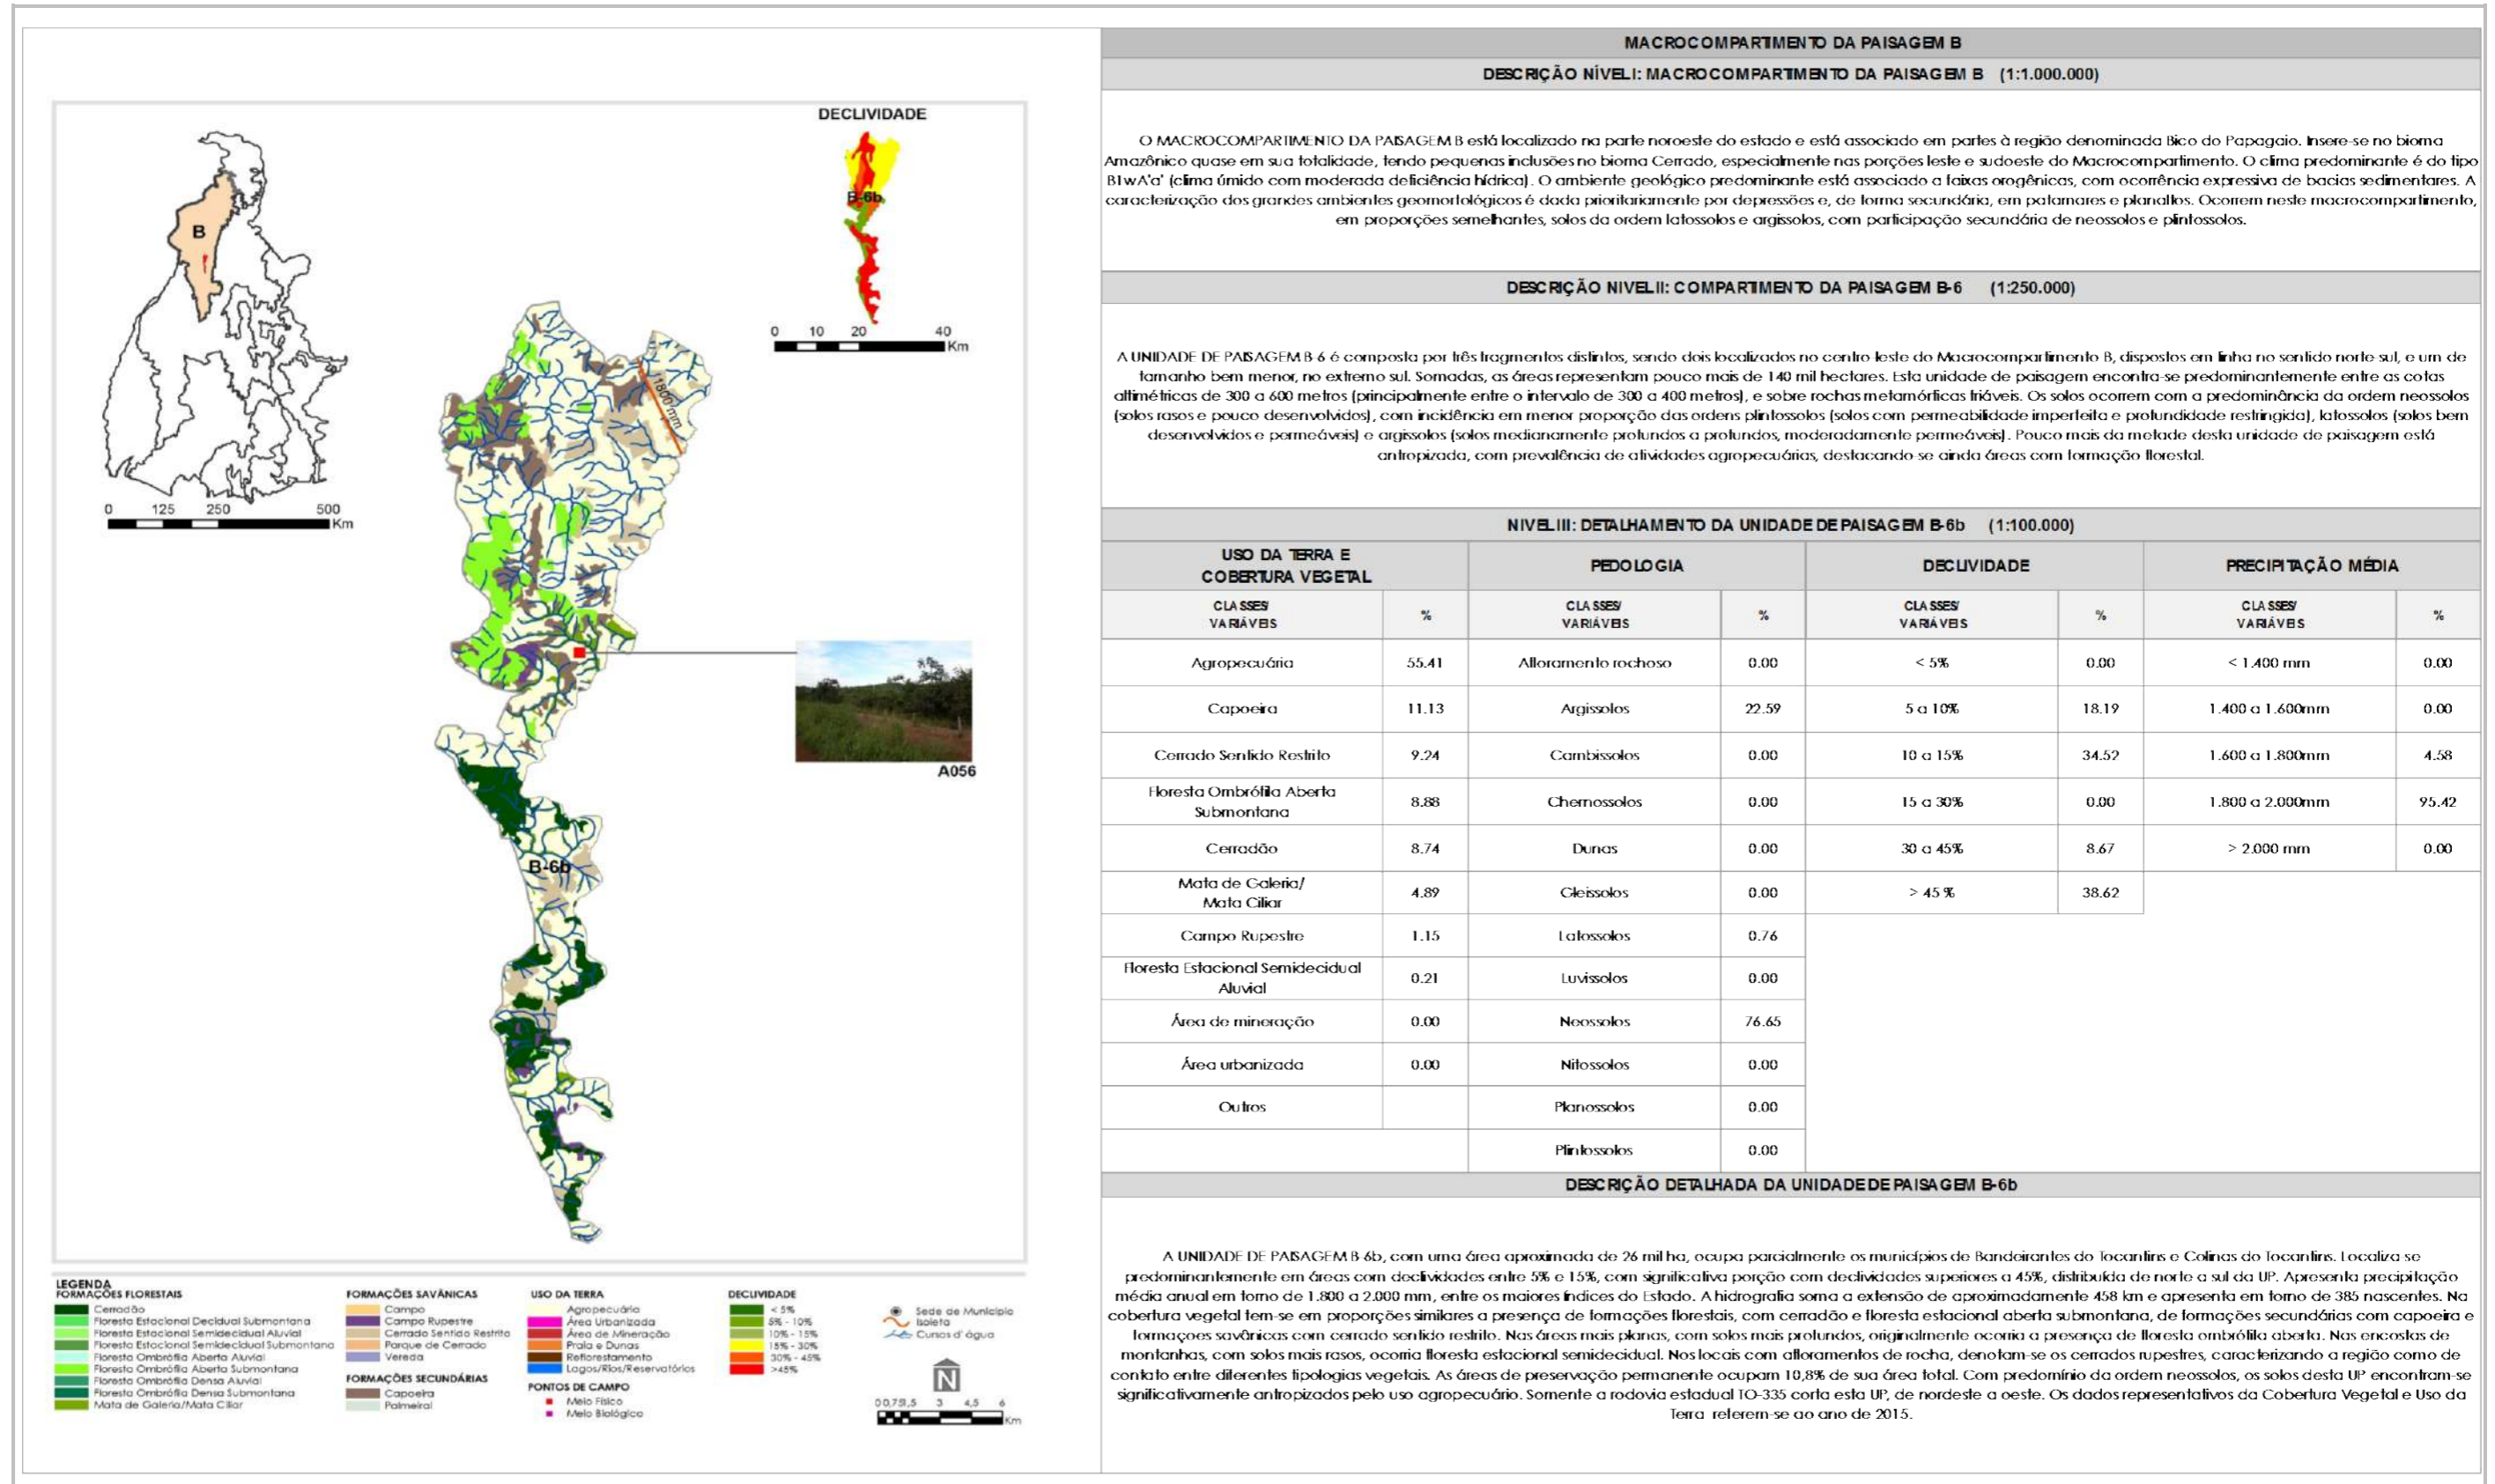 DECLIVIDADE
B-6b
0 10 20 40
Km
B
0 125 250 500
Km
1800 mm
A056
B-6b
LEGENDA
FORMAÇÕES FLORESTAIS
Cerradão
Floresta Estacional Decidual Submontana
Floresta Estacional Semidecidual Aluvial
Floresta Estacional Semidecidual Submontana
Floresta Ombrófila Aberta Aluvial
Floresta Ombrófila Aberta Submontana
Floresta Ombrófila Densa Aluvial
Floresta Ombrófila Densa Submontana
Mata de Galeria/Mata Ciliar
FORMAÇÕES SAVÂNICAS
Campo
Campo Rupestre
Cerrado Sentido Restrito
Parque de Cerrado
Vereda
FORMAÇÕES SECUNDÁRIAS
Capoeira
Palmeiral
USO DA TERRA
Agropecuária
Área Urbanizada
Área de Mineração
Praia e Dunas
Reflorestamento
Lagos/Rios/Reservatórios
PONTOS DE CAMPO
Meio Físico
Meio Biológico
DECLIVIDADE
< 5%
5% - 10%
10% - 15%
15% - 30%
30% - 45%
>45%
Sede de Município
Isoieta
Cursos d'água
N
0 0,75 1,5 3 4,5 6
Km
MACROCOMPARTIMENTO DA PAISAGEM B
DESCRIÇÃO NÍVEL I: MACROCOMPARTIMENTO DA PAISAGEM B (1:1.000.000)
O MACROCOMPARTIMENTO DA PAISAGEM B está localizado na parte noroeste do estado e está associado em partes à região denominada Bico do Papagaio. Insere-se no bioma
Amazônico quase em sua totalidade, tendo pequenas inclusões no bioma Cerrado, especialmente nas porções leste e sudoeste do Macrocompartimento. O clima predominante é do tipo
B1wA'a' (clima úmido com moderada deficiência hídrica). O ambiente geológico predominante está associado a faixas orogênicas, com ocorrência expressiva de bacias sedimentares. A
caracterização dos grandes ambientes geomorfológicos é dada prioritariamente por depressões e, de forma secundária, em patamares e planaltos. Ocorrem neste macrocompartimento,
em proporções semelhantes, solos da ordem latossolos e argissolos, com participação secundária de neossolos e plintossolos.
DESCRIÇÃO NIVEL II: COMPARTIMENTO DA PAISAGEM B-6 (1:250.000)
A UNIDADE DE PAISAGEM B-6 é composta por três fragmentos distintos, sendo dois localizados no centro-leste do Macrocompartimento B, dispostos em linha no sentido norte-sul, e um de
tamanho bem menor, no extremo sul. Somadas, as áreas representam pouco mais de 140 mil hectares. Esta unidade de paisagem encontra-se predominantemente entre as cotas
altimétricas de 300 a 600 metros (principalmente entre o intervalo de 300 a 400 metros), e sobre rochas metamórficas friáveis. Os solos ocorrem com a predominância da ordem neossolos
(solos rasos e pouco desenvolvidos), com incidência em menor proporção das ordens plintossolos (solos com permeabilidade imperfeita e profundidade restringida), latossolos (solos bem
desenvolvidos e permeáveis) e argissolos (solos medianamente profundos a profundos, moderadamente permeáveis). Pouco mais da metade desta unidade de paisagem está
antropizada, com prevalência de atividades agropecuárias, destacando-se ainda áreas com formação florestal.
NIVEL III: DETALHAMENTO DA UNIDADE DE PAISAGEM B-6b (1:100.000)
USO DA TERRA E COBERTURA VEGETAL PEDOLOGIA DECLIVIDADE PRECIPITAÇÃO MÉDIA
CLASSES/ VARIÁVEIS % CLASSES/ VARIÁVEIS % CLASSES/ VARIÁVEIS % CLASSES/ VARIÁVEIS %
Agropecuária 55.41 Afloramento rochoso 0.00 < 5% 0.00 < 1.400 mm 0.00
Capoeira 11.13 Argissolos 22.59 5 a 10% 18.19 1.400 a 1.600mm 0.00
Cerrado Sentido Restrito 9.24 Cambissolos 0.00 10 a 15% 34.52 1.600 a 1.800mm 4.58
Floresta Ombrófila Aberta Submontana 8.88 Chernossolos 0.00 15 a 30% 0.00 1.800 a 2.000mm 95.42
Cerradão 8.74 Dunas 0.00 30 a 45% 8.67 > 2.000 mm 0.00
Mata de Galeria/ Mata Ciliar 4.89 Gleissolos 0.00 > 45 % 38.62
Campo Rupestre 1.15 Latossolos 0.76
Floresta Estacional Semidecidual Aluvial 0.21 Luvissolos 0.00
Área de mineração 0.00 Neossolos 76.65
Área urbanizada 0.00 Nitossolos 0.00
Outros Planossolos 0.00
Plintossolos 0.00
DESCRIÇÃO DETALHADA DA UNIDADE DE PAISAGEM B-6b
A UNIDADE DE PAISAGEM B-6b, com uma área aproximada de 26 mil ha, ocupa parcialmente os municípios de Bandeirantes do Tocantins e Colinas do Tocantins. Localiza-se
predominantemente em áreas com declividades entre 5% e 15%, com significativa porção com declividades superiores a 45%, distribuída de norte a sul da UP. Apresenta precipitação
média anual em torno de 1.800 a 2.000 mm, entre os maiores índices do Estado. A hidrografia soma a extensão de aproximadamente 458 km e apresenta em torno de 385 nascentes. Na
cobertura vegetal tem-se em proporções similares a presença de formações florestais, com cerradão e floresta estacional aberta submontana, de formações secundárias com capoeira e
formaçoes savânicas com cerrado sentido restrito. Nas áreas mais planas, com solos mais profundos, originalmente ocorria a presença de floresta ombrófila aberta. Nas encostas de
montanhas, com solos mais rasos, ocorria floresta estacional semidecidual. Nos locais com afloramentos de rocha, denotam-se os cerrados rupestres, caracterizando a região como de
contato entre diferentes tipologias vegetais. As áreas de preservação permanente ocupam 10,8% de sua área total. Com predomínio da ordem neossolos, os solos desta UP encontram-se
significativamente antropizados pelo uso agropecuário. Somente a rodovia estadual TO-335 corta esta UP, de nordeste a oeste. Os dados representativos da Cobertura Vegetal e Uso da
Terra referem-se ao ano de 2015.